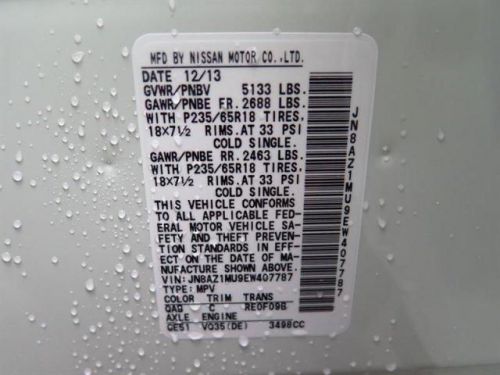 MFD BY NISSAN MOTOR CO.,LTD.
DATE 12/13
GVWR/PNBV 5133 LBS.
GAWR/PNBE FR. 2688 LBS.
WITH P235/65R18 TIRES,
18X7½ RIMS, AT 33 PSI
COLD SINGLE.
GAWR/PNBE RR. 2463 LBS.
WITH P235/65R18 TIRES,
18X7½ RIMS, AT 33 PSI
COLD SINGLE.
THIS VEHICLE CONFORMS
TO ALL APPLICABLE FED-
ERAL MOTOR VEHICLE SA-
FETY AND THEFT PREVEN-
TION STANDARDS IN EFF-
ECT ON THE DATE OF MA-
NUFACTURE SHOWN ABOVE.
VIN: JN8AZ1MU9EW407787
TYPE: MPV
COLOR TRIM TRANS
QAG C RE0F09B
AXLE ENGINE
GE51 VQ35(DE) 3498CC
JN8AZ1MU9EW407787